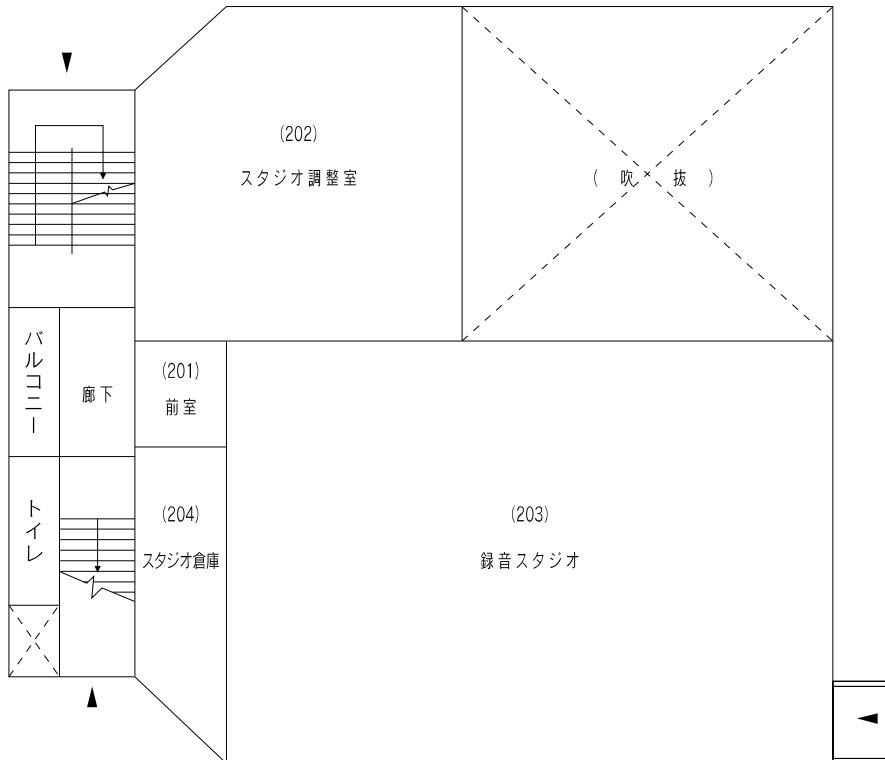 (202)
スタジオ調整室
( 吹 抜 )
バルコニー
廊下
(201)
前室
トイレ
(204)
スタジオ倉庫
(203)
録音スタジオ